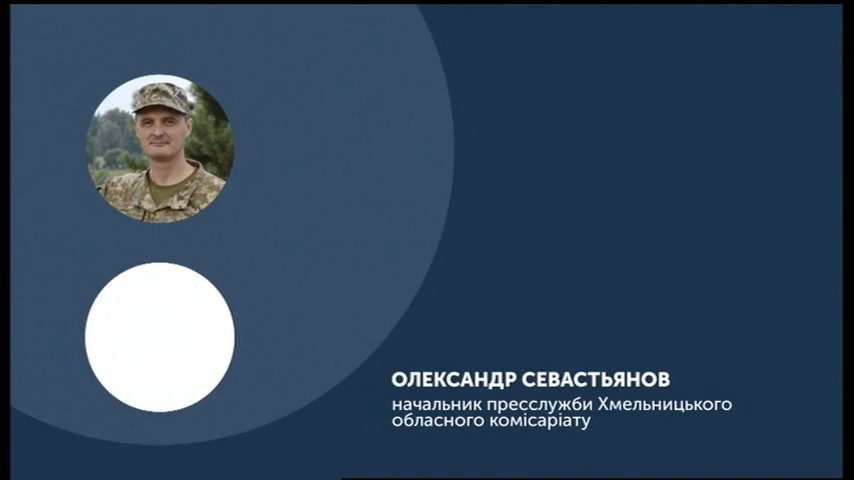 ОЛЕКСАНДР СЕВАСТЬЯНОВ
начальник пресслужби Хмельницького
обласного комісаріату